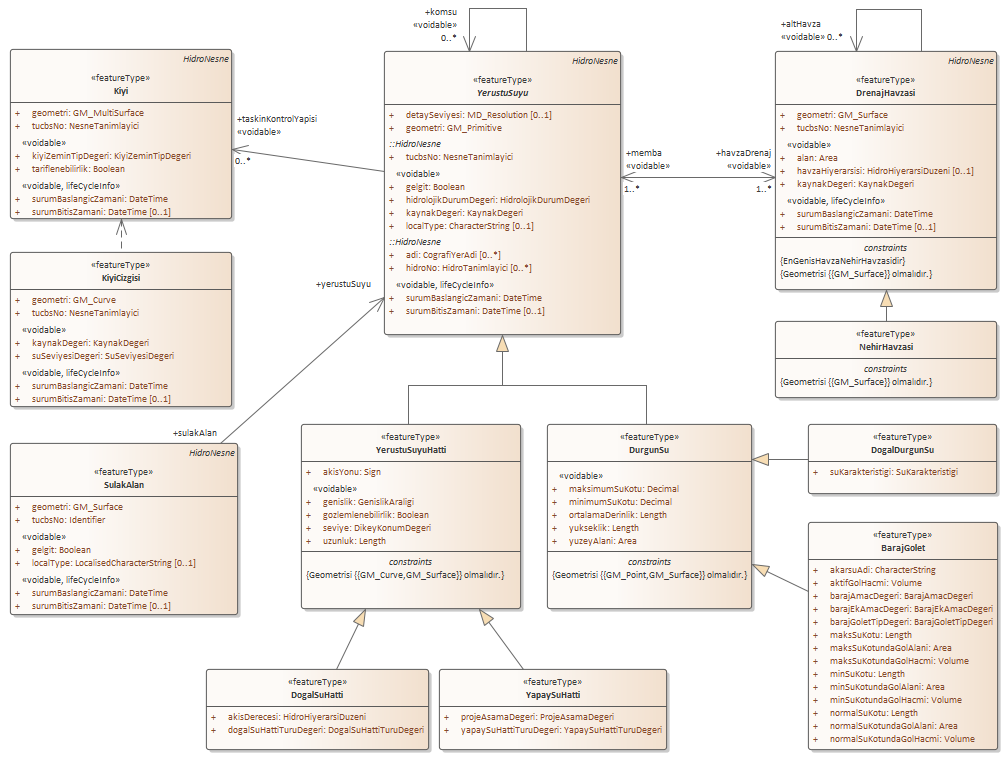 +komsu
«voidable»
0..*
+altHavza
«voidable» 0..*
HidroNesne
«featureType»
Kiyi
+ geometri: GM_MultiSurface
+ tucbsNo: NesneTanimlayici
«voidable»
+ kiyiZeminTipDegeri: KiyiZeminTipDegeri
+ tariflenebilirlik: Boolean
«voidable, lifeCycleInfo»
+ surumBaslangicZamani: DateTime
+ surumBitisZamani: DateTime [0..1]
+taskinKontrolYapisi
«voidable»
0..*
HidroNesne
«featureType»
YerustuSuyu
+ detaySeviyesi: MD_Resolution [0..1]
+ geometri: GM_Primitive
::HidroNesne
+ tucbsNo: NesneTanimlayici
«voidable»
+ gelgit: Boolean
+ hidrolojikDurumDegeri: HidrolojikDurumDegeri
+ kaynakDegeri: KaynakDegeri
+ localType: CharacterString [0..1]
::HidroNesne
+ adi: CografiYerAdi [0..*]
+ hidroNo: HidroTanimlayici [0..*]
«voidable, lifeCycleInfo»
+ surumBaslangicZamani: DateTime
+ surumBitisZamani: DateTime [0..1]
+memba
«voidable»
1..*
+havzaDrenaj
«voidable»
1..*
HidroNesne
«featureType»
DrenajHavzasi
+ geometri: GM_Surface
+ tucbsNo: NesneTanimlayici
«voidable»
+ alan: Area
+ havzaHiyerarsisi: HidroHiyerarsiDuzeni [0..1]
+ kaynakDegeri: KaynakDegeri
«voidable, lifeCycleInfo»
+ surumBaslangicZamani: DateTime
+ surumBitisZamani: DateTime [0..1]
constraints
{EnGenisHavzaNehirHavzasidir}
{Geometrisi {{GM_Surface}} olmalıdır.}
«featureType»
KiyiCizgisi
+ geometri: GM_Curve
+ tucbsNo: NesneTanimlayici
«voidable»
+ kaynakDegeri: KaynakDegeri
+ suSeviyesiDegeri: SuSeviyesiDegeri
«voidable, lifeCycleInfo»
+ surumBaslangicZamani: DateTime
+ surumBitisZamani: DateTime [0..1]
+yerustuSuyu
+sulakAlan
«featureType»
NehirHavzasi
constraints
{Geometrisi {{GM_Surface}} olmalıdır.}
HidroNesne
«featureType»
SulakAlan
+ geometri: GM_Surface
+ tucbsNo: Identifier
«voidable»
+ gelgit: Boolean
+ localType: LocalisedCharacterString [0..1]
«voidable, lifeCycleInfo»
+ surumBaslangicZamani: DateTime
+ surumBitisZamani: DateTime [0..1]
«featureType»
YerustuSuyuHatti
+ akisYonu: Sign
«voidable»
+ genislik: GenislikAraligi
+ gozlemlenebilirlik: Boolean
+ seviye: DikeyKonumDegeri
+ uzunluk: Length
constraints
{Geometrisi {{GM_Curve,GM_Surface}} olmalıdır.}
«featureType»
DurgunSu
«voidable»
+ maksimumSuKotu: Decimal
+ minimumSuKotu: Decimal
+ ortalamaDerinlik: Length
+ yukseklik: Length
+ yuzeyAlani: Area
constraints
{Geometrisi {{GM_Point,GM_Surface}} olmalıdır.}
«featureType»
DogalDurgunSu
+ suKarakteristigi: SuKarakteristigi
«featureType»
BarajGolet
+ akarsuAdi: CharacterString
+ aktifGolHacmi: Volume
+ barajAmacDegeri: BarajAmacDegeri
+ barajEkAmacDegeri: BarajEkAmacDegeri
+ barajGoletTipDegeri: BarajGoletTipDegeri
+ maksSuKotu: Length
+ maksSuKotundaGolAlani: Area
+ maksSuKotundaGolHacmi: Volume
+ minSuKotu: Length
+ minSuKotundaGolAlani: Area
+ minSuKotundaGolHacmi: Volume
+ normalSuKotu: Length
+ normalSuKotundaGolAlani: Area
+ normalSuKotundaGolHacmi: Volume
«featureType»
DogalSuHatti
+ akisDerecesi: HidroHiyerarsiDuzeni
+ dogalSuHattiTuruDegeri: DogalSuHattiTuruDegeri
«featureType»
YapaySuHatti
+ projeAsamaDegeri: ProjeAsamaDegeri
+ yapaySuHattiTuruDegeri: YapaySuHattiTuruDegeri